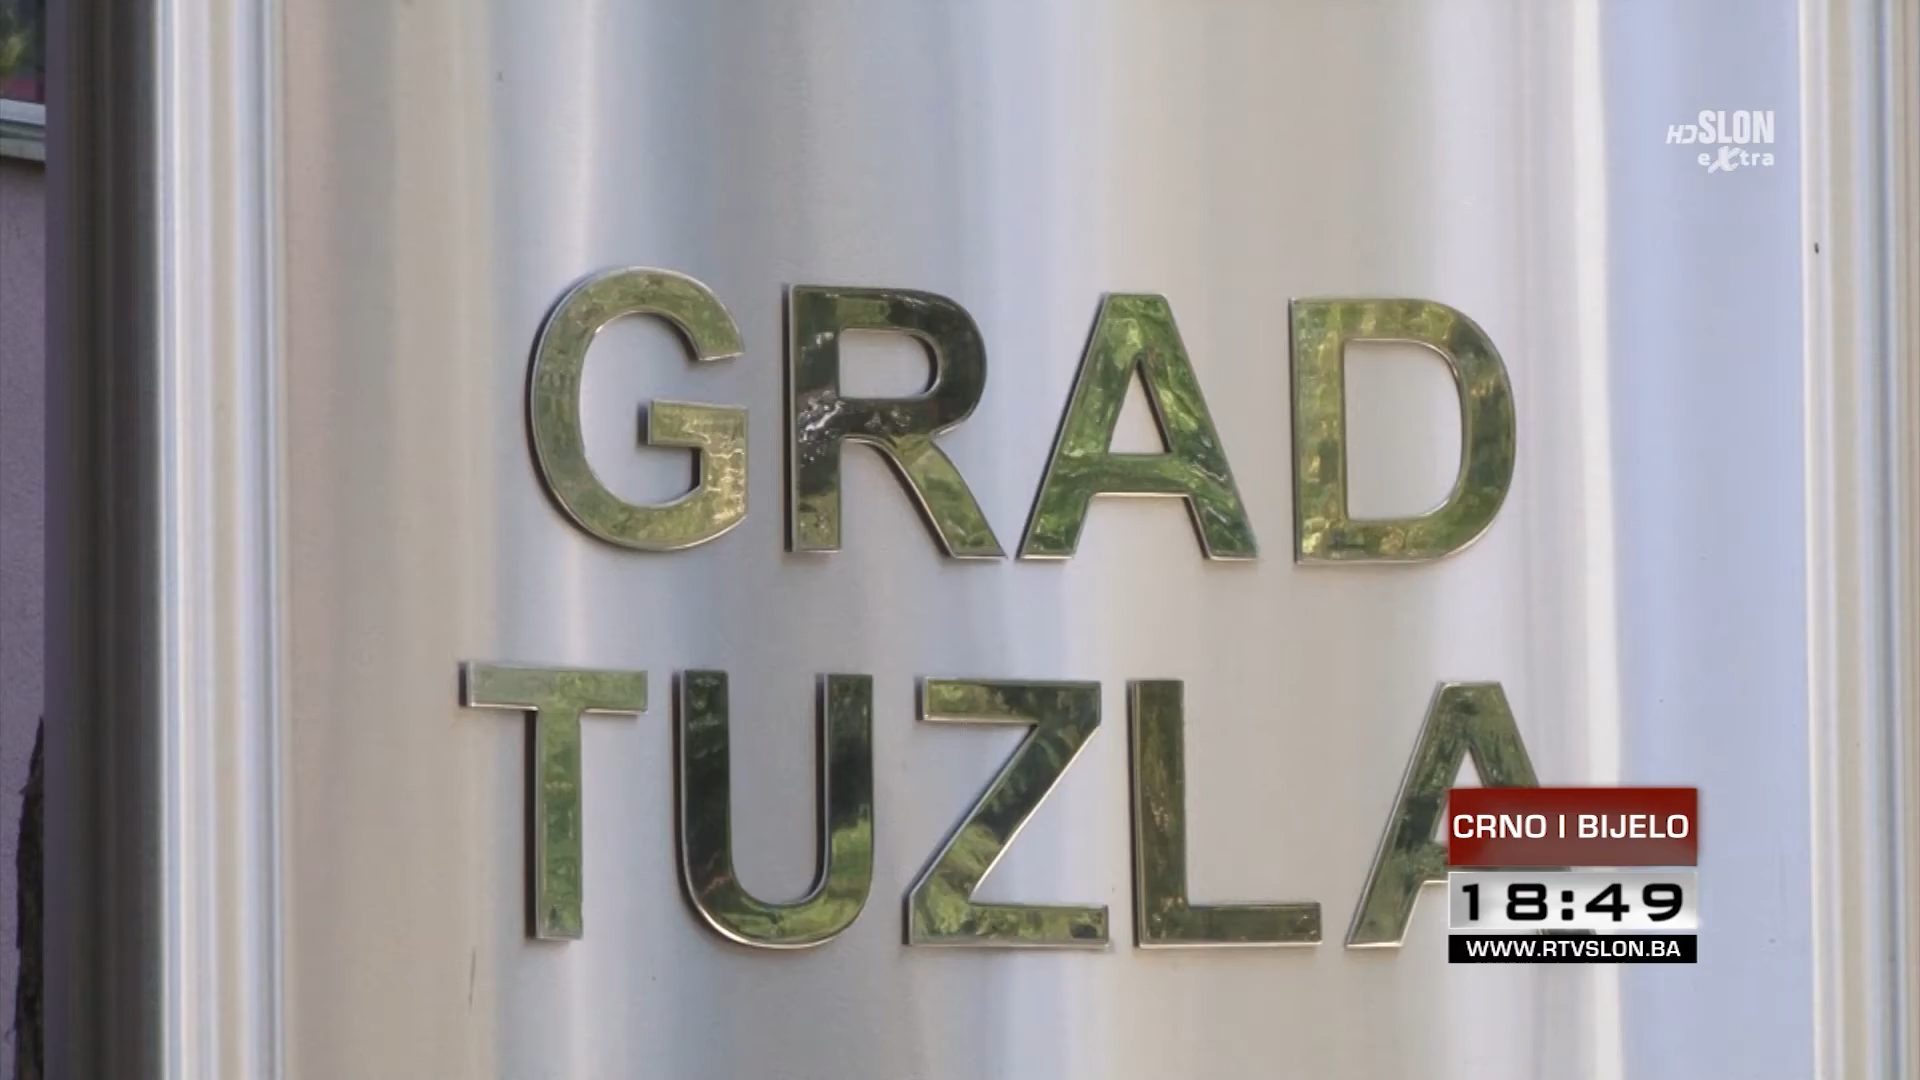 HD SLON
extra
GRAD
TUZLA
CRNO I BIJELO
18:49
WWW.RTVSLON.BA